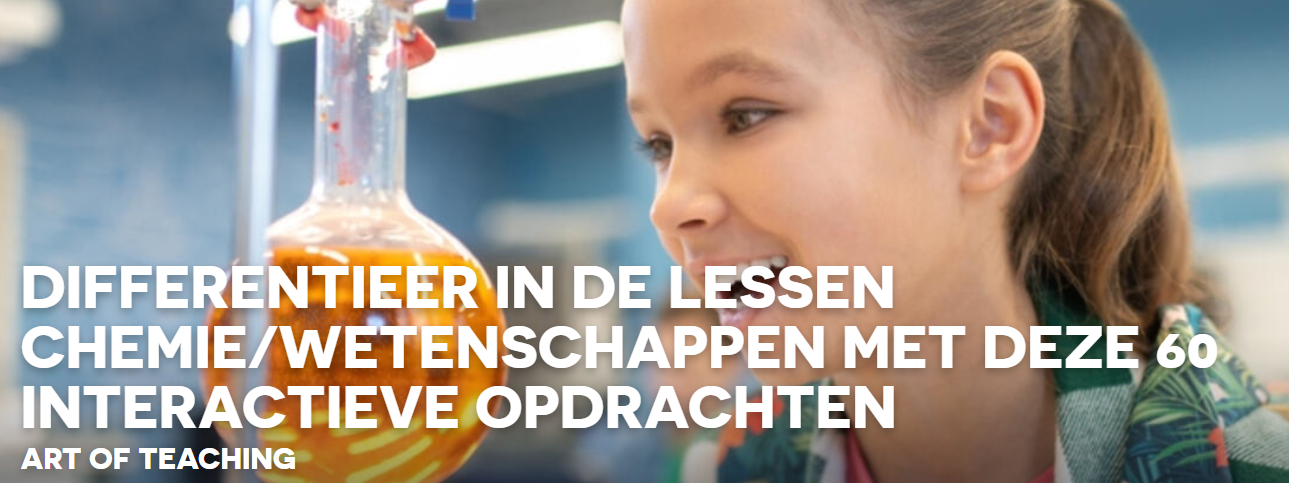 DIFFERENTIEER IN DE LESSEN
CHEMIE/WETENSCHAPPEN MET DEZE 60
INTERACTIEVE OPDRACHTEN
ART OF TEACHING